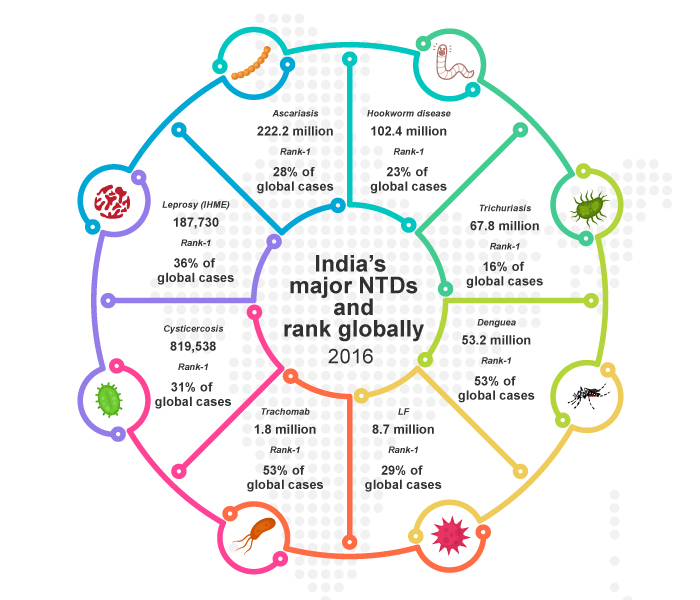 India's
major NTDs
and
rank globally
2016
Ascariasis
222.2 million
Rank-1
28% of
global cases
Hookworm disease
102.4 million
Rank-1
23% of
global cases
Trichuriasis
67.8 million
Rank-1
16% of
global cases
Denguea
53.2 million
Rank-1
53% of
global cases
LF
8.7 million
Rank-1
29% of
global cases
Trachomab
1.8 million
Rank-1
53% of
global cases
Cysticercosis
819,538
Rank-1
31% of
global cases
Leprosy (IHME)
187,730
Rank-1
36% of
global cases